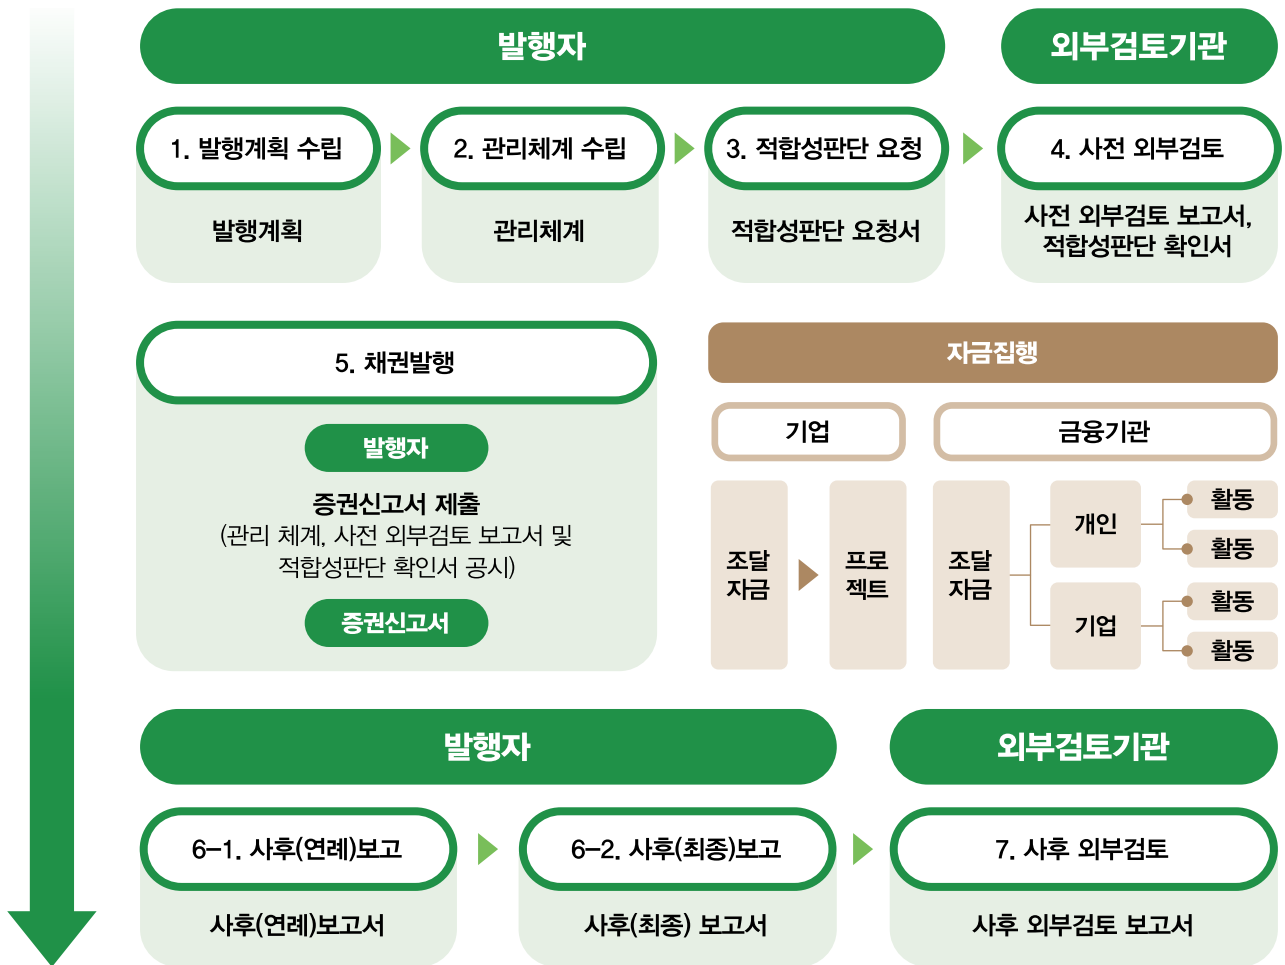 발행자
외부검토기관
1. 발행계획 수립
2. 관리체계 수립
3. 적합성판단 요청
4. 사전 외부검토
발행계획
관리체계
적합성판단 요청서
사전 외부검토 보고서,
적합성판단 확인서
5. 채권발행
발행자
증권신고서 제출
(관리 체계, 사전 외부검토 보고서 및
적합성판단 확인서 공시)
증권신고서
자금집행
기업
금융기관
조달
자금
프로
젝트
조달
자금
개인
기업
활동
활동
활동
활동
발행자
외부검토기관
6-1. 사후(연례)보고
6-2. 사후(최종)보고
7. 사후 외부검토
사후(연례)보고서
사후(최종) 보고서
사후 외부검토 보고서